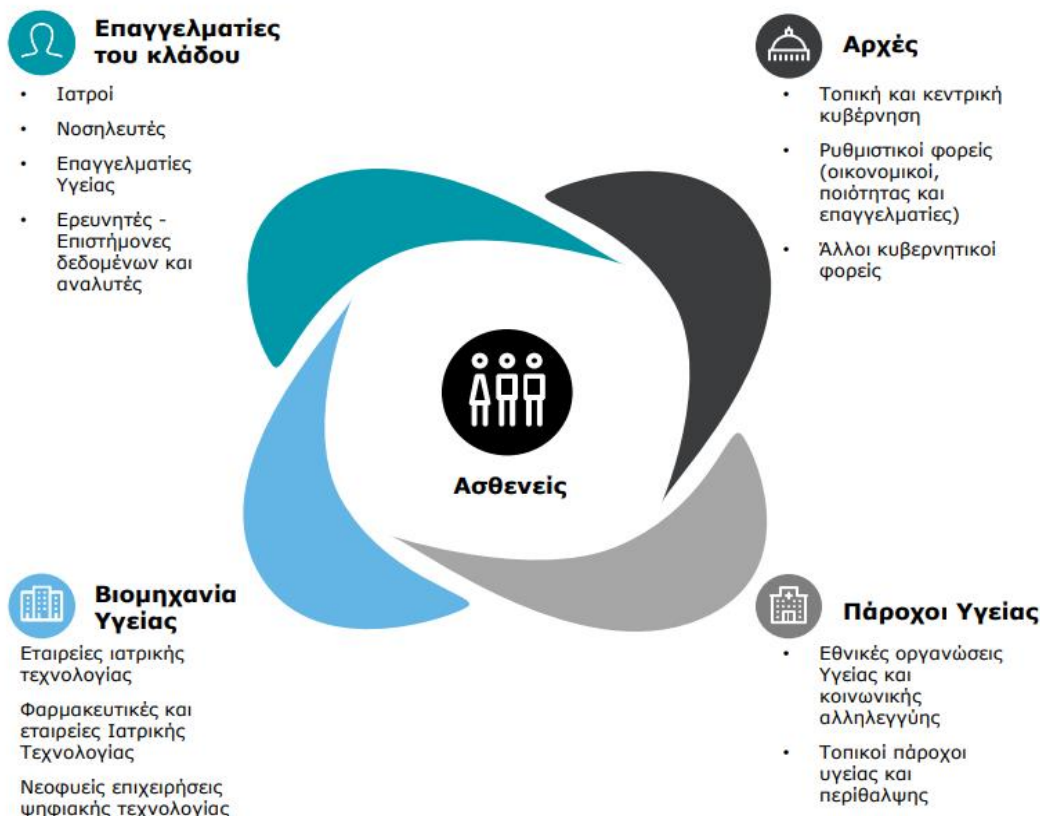 Επαγγελματίες
του κλάδου
• Ιατροί
• Νοσηλευτές
• Επαγγελματίες
Υγείας
• Ερευνητές -
Επιστήμονες
δεδομένων και
αναλυτές
Αρχές
• Τοπική και κεντρική
κυβέρνηση
• Ρυθμιστικοί φορείς
(οικονομικοί,
ποιότητας και
επαγγελματίες)
• Άλλοι κυβερνητικοί
φορείς
Ασθενείς
Βιομηχανία
Υγείας
Εταιρείες ιατρικής
τεχνολογίας
Φαρμακευτικές και
εταιρείες Ιατρικής
Τεχνολογίας
Νεοφυείς επιχειρήσεις
ψηφιακής τεχνολογίας
Πάροχοι Υγείας
• Εθνικές οργανώσεις
Υγείας και
κοινωνικής
αλληλεγγύης
• Τοπικοί πάροχοι
υγείας και
περίθαλψης